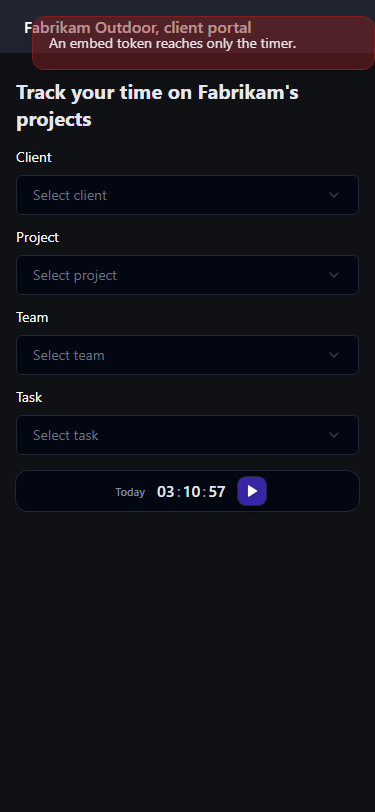 Fabrikam Outdoor, client portal
An embed token reaches only the timer.
Track your time on Fabrikam's
projects
Client
Select client
Project
Select project
Team
Select team
Task
Select task
Today 03:10:57